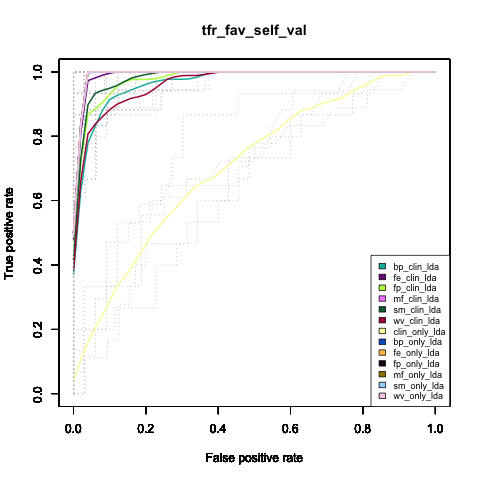 tfr_fav_self_val
True positive rate
1.0
0.8
0.6
0.4
0.2
0.0
bp_clin_lda
fe_clin_lda
fp_clin_lda
mf_clin_lda
sm_clin_lda
wv_clin_lda
clin_only_lda
bp_only_lda
fe_only_lda
fp_only_lda
mf_only_lda
sm_only_lda
wv_only_lda
0.0 0.2 0.4 0.6 0.8 1.0
False positive rate